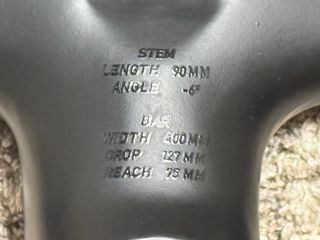 STEM
LENGTH 90MM
ANGLE -6°
BAR
WIDTH 400MM
DROP 127MM
REACH 75MM